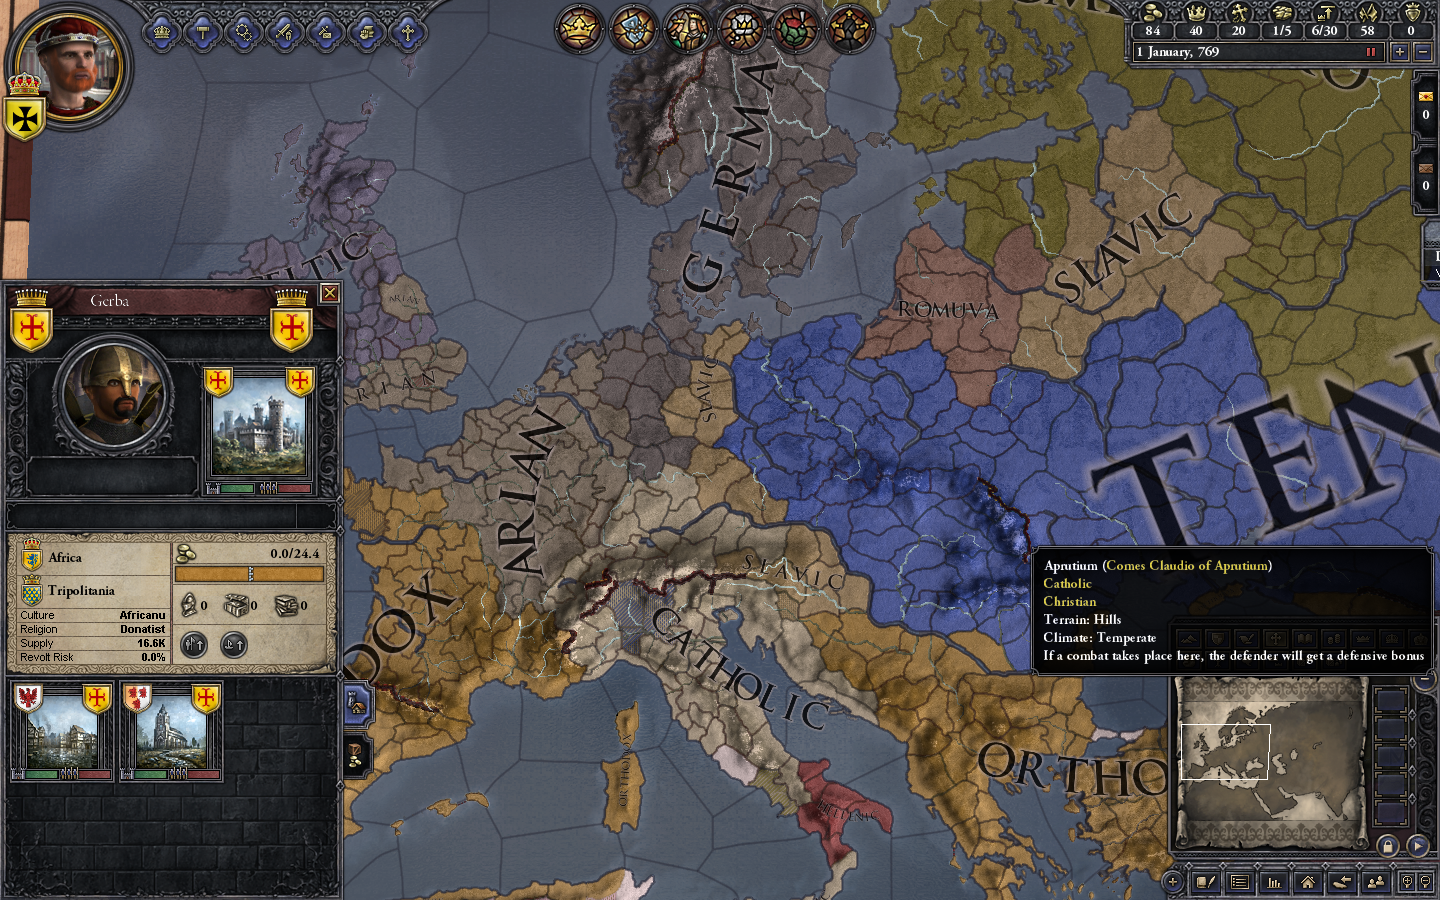 84 40 20 1/5 6/30 58 0
1 January, 769
0
0
GERMA
CELTIC
SLAVIC
ROMUVA
ARIAN
ARIAN
SLAVIC
ARIAN
TEN
SLAVIC
DOX
CATHOLIC
ORTHO
ORTHODOX
HELLENIC
Gerba
Africa
0.0/24.4
Tripolitania
0 0 0
Culture Africanu
Religion Donatist
Supply 16.6K
Revolt Risk 0.0%
Aprutium (Comes Claudio of Aprutium)
Catholic
Christian
Terrain: Hills
Climate: Temperate
If a combat takes place here, the defender will get a defensive bonus